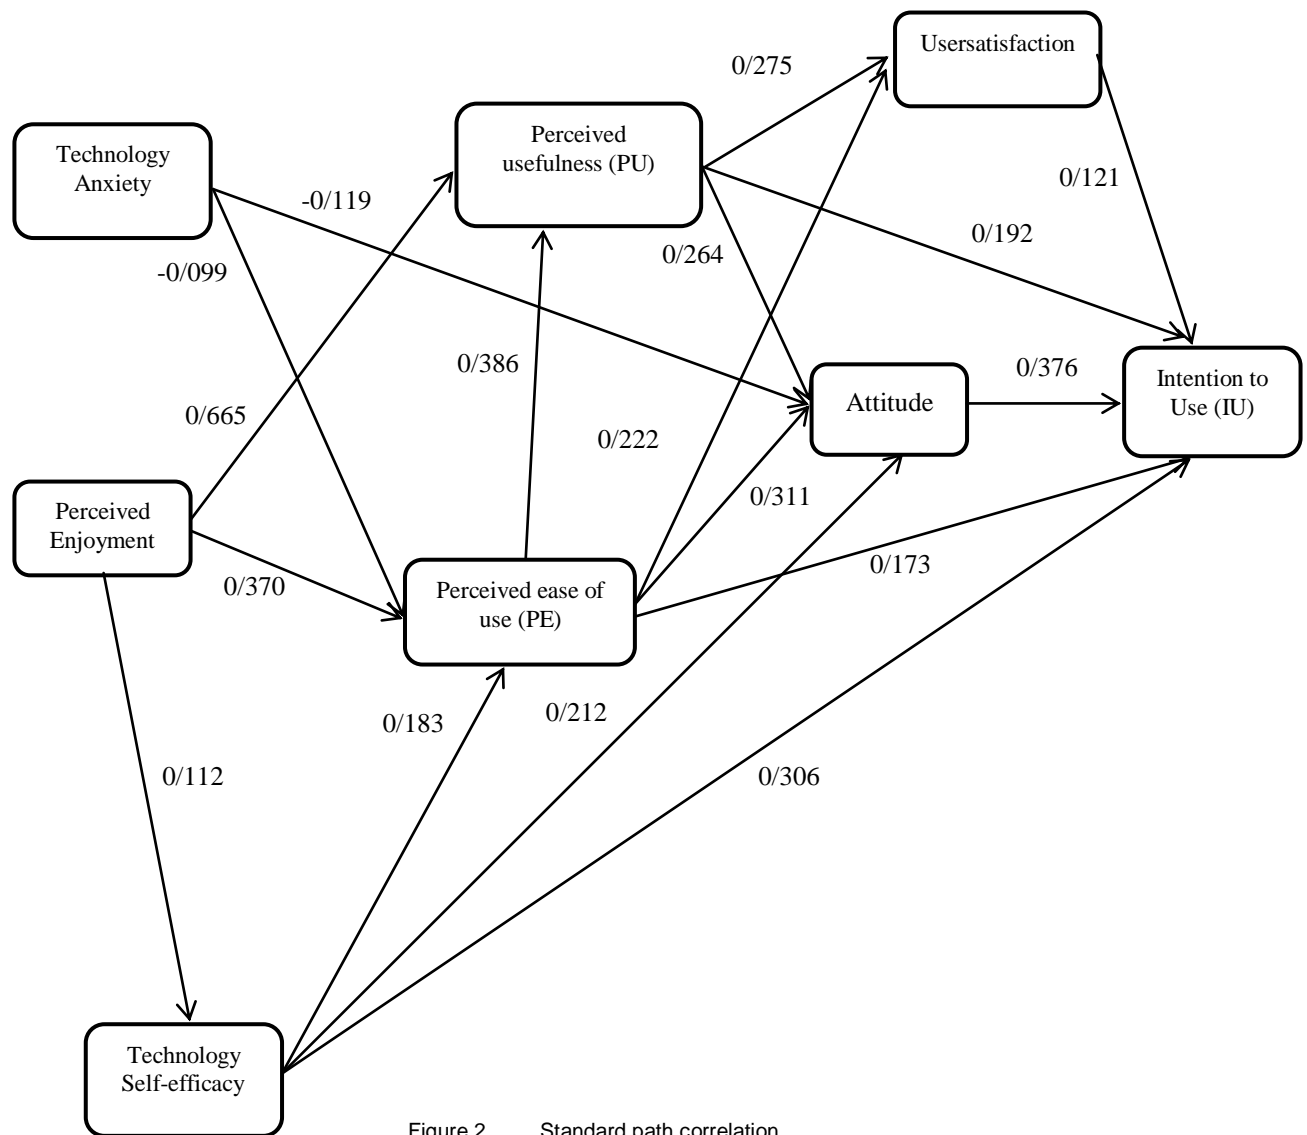 Usersatisfaction
0/275
Perceived
usefulness (PU)
Technology
Anxiety
0/121
-0/119
0/192
0/264
-0/099
0/386
0/376
Intention to
Use (IU)
Attitude
0/665
0/222
0/311
Perceived
Enjoyment
0/173
0/370
Perceived ease of
use (PE)
0/183
0/212
0/112
0/306
Technology
Self-efficacy
Figure 2 Standard path correlation